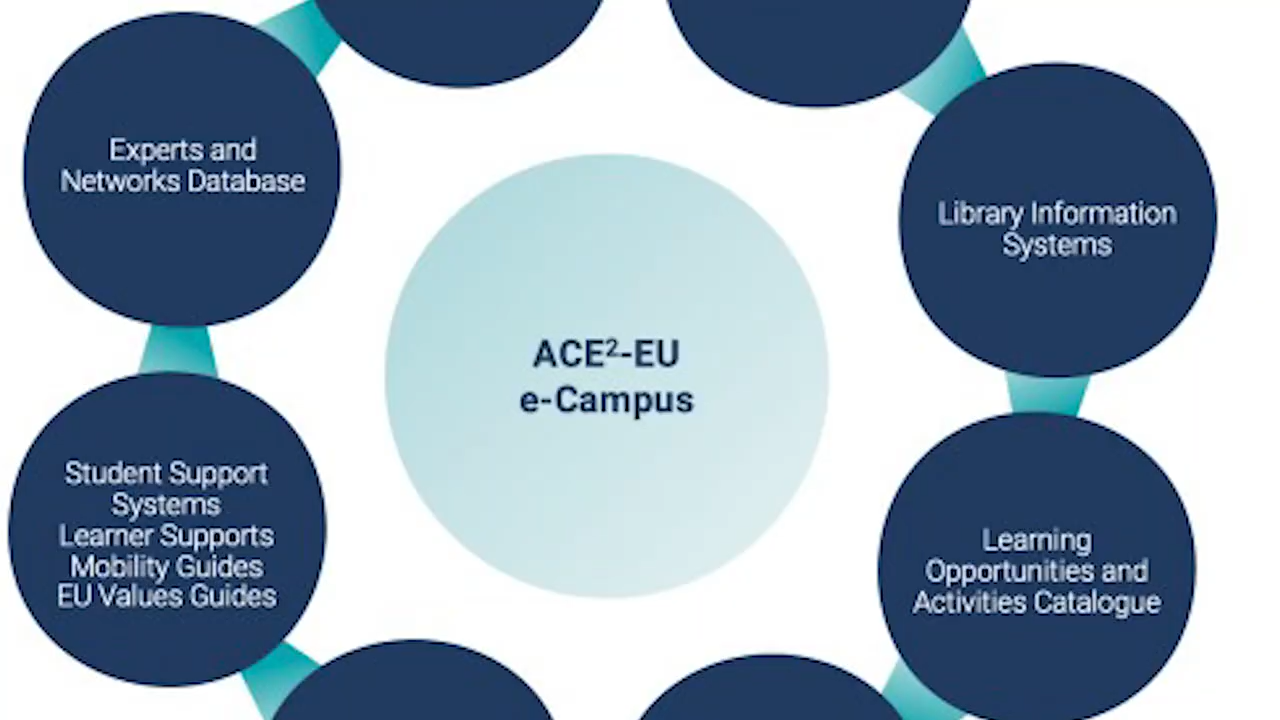 Experts and
Networks Database
Library Information
Systems
ACE²-EU
e-Campus
Student Support
Systems
Learner Supports
Mobility Guides
EU Values Guides
Learning
Opportunities and
Activities Catalogue